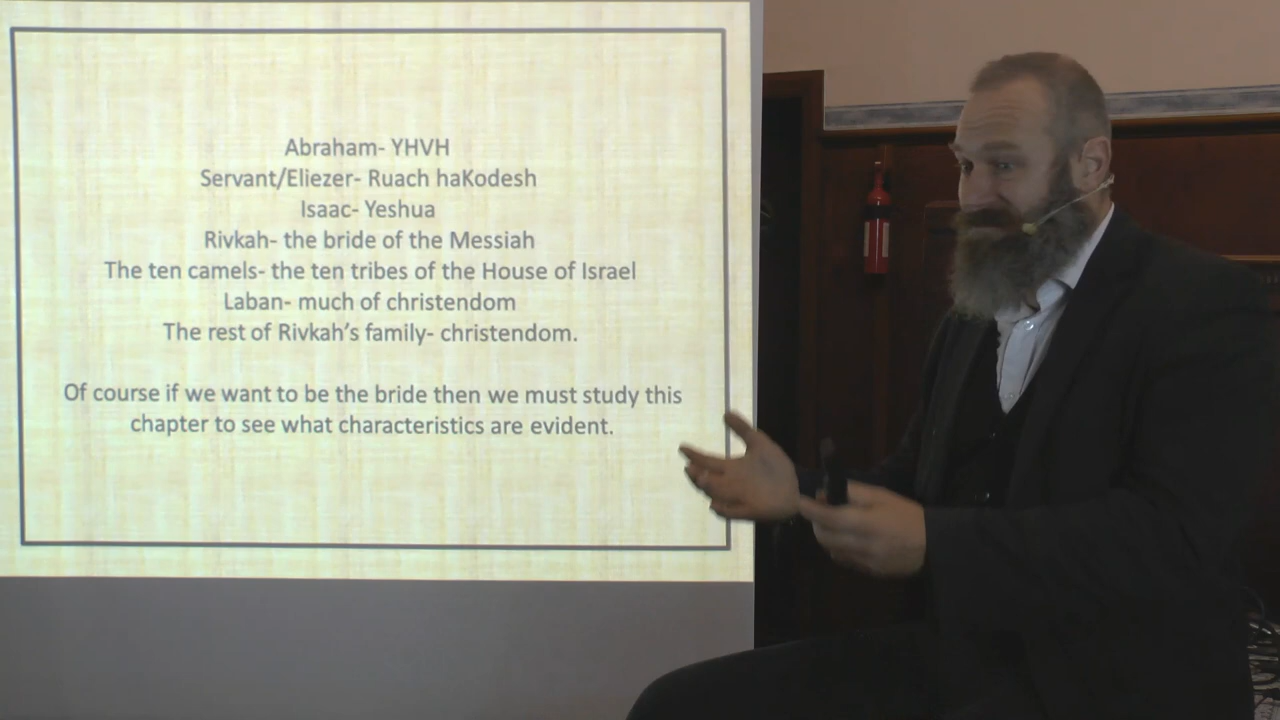 Abraham- YHVH
Servant/Eliezer- Ruach haKodesh
Isaac- Yeshua
Rivkah- the bride of the Messiah
The ten camels- the ten tribes of the House of Israel
Laban- much of christendom
The rest of Rivkah's family- christendom.
Of course if we want to be the bride then we must study this
chapter to see what characteristics are evident.